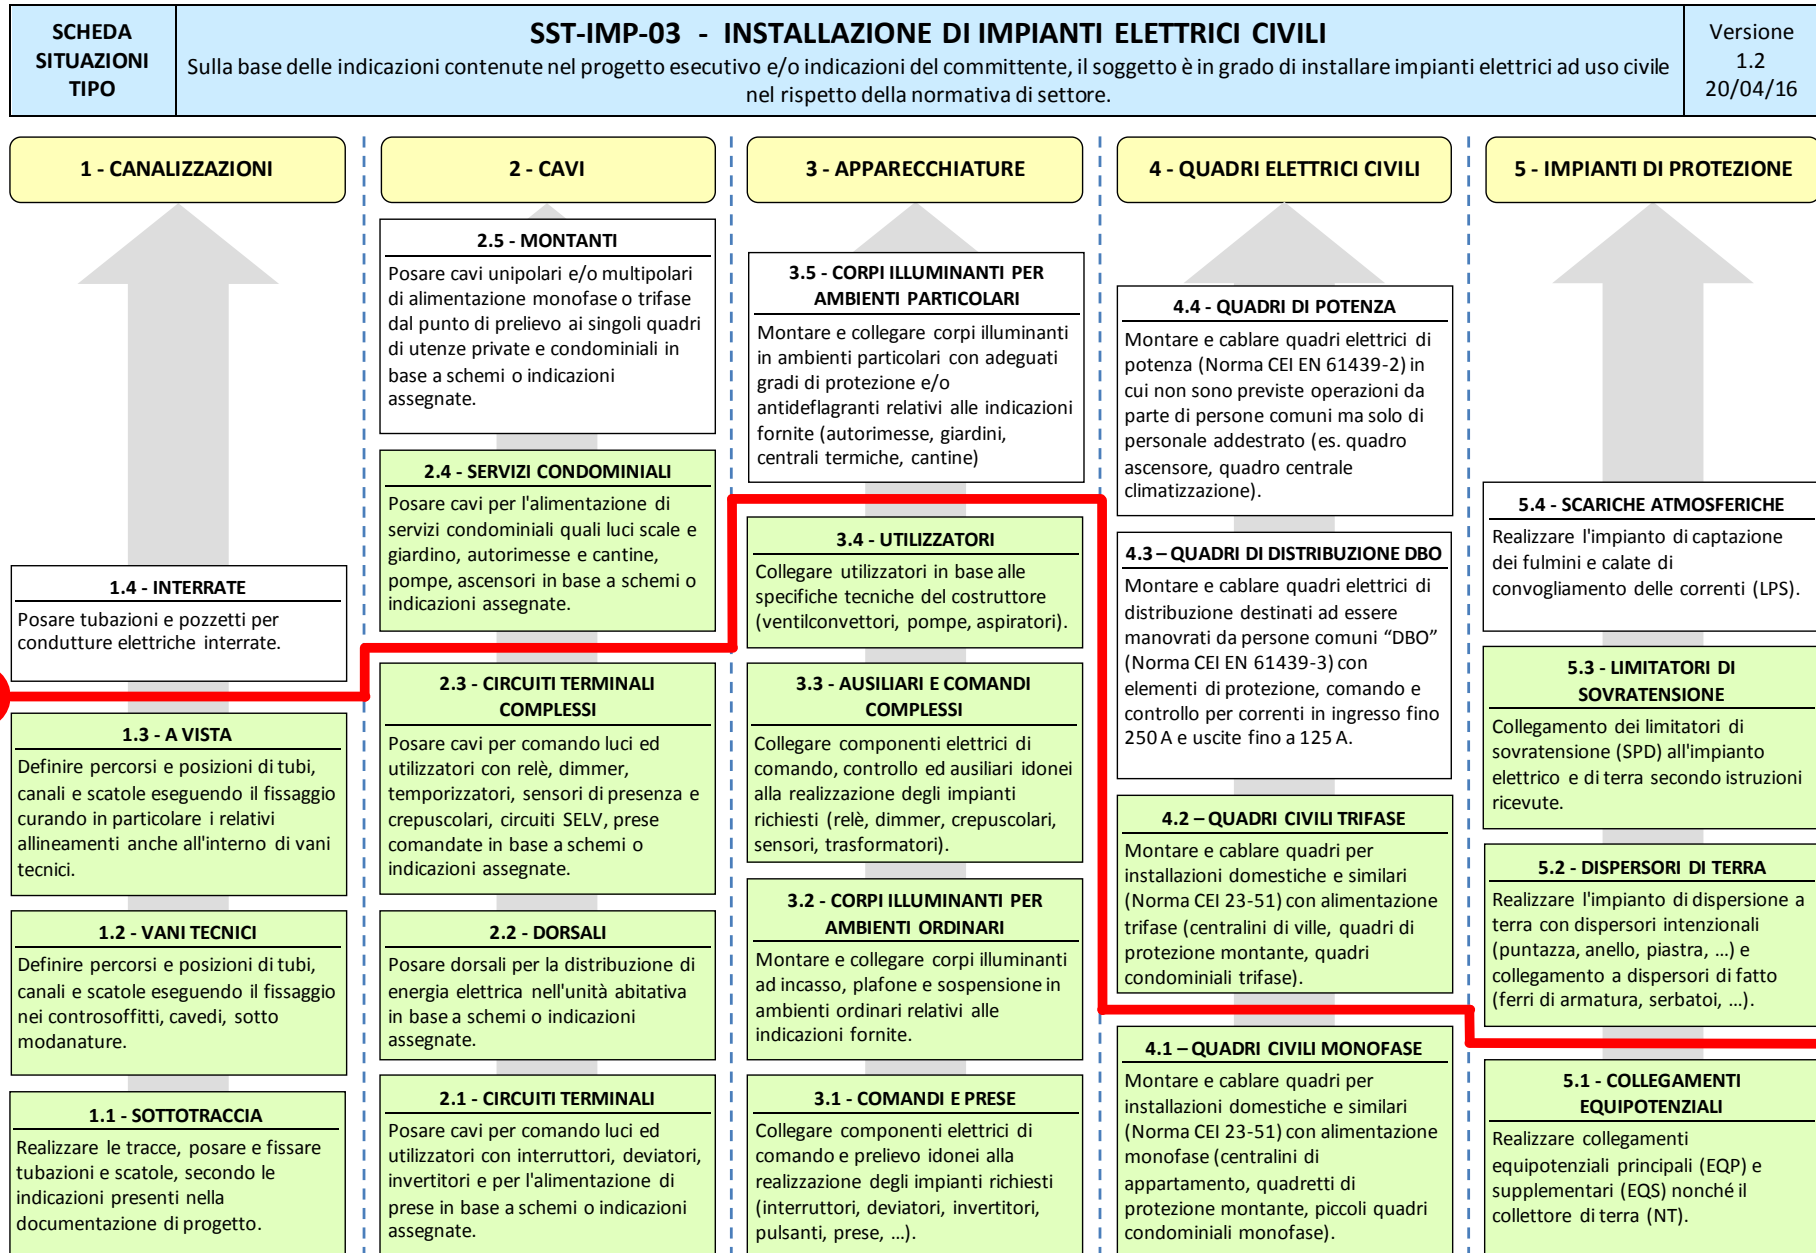 SCHEDA
SITUAZIONI
TIPO
SST-IMP-03 - INSTALLAZIONE DI IMPIANTI ELETTRICI CIVILI
Sulla base delle indicazioni contenute nel progetto esecutivo e/o indicazioni del committente, il soggetto è in grado di installare impianti elettrici ad uso civile
nel rispetto della normativa di settore.
Versione
1.2
20/04/16
1 - CANALIZZAZIONI
1.4 - INTERRATE
Posare tubazioni e pozzetti per
condutture elettriche interrate.
1.3 - A VISTA
Definire percorsi e posizioni di tubi,
canali e scatole eseguendo il fissaggio
curando in particolare i relativi
allineamenti anche all'interno di vani
tecnici.
1.2 - VANI TECNICI
Definire percorsi e posizioni di tubi,
canali e scatole eseguendo il fissaggio
nei controsoffitti, cavedi, sotto
modanature.
1.1 - SOTTOTRACCIA
Realizzare le tracce, posare e fissare
tubazioni e scatole, secondo le
indicazioni presenti nella
documentazione di progetto.
2 - CAVI
2.5 - MONTANTI
Posare cavi unipolari e/o multipolari
di alimentazione monofase o trifase
dal punto di prelievo ai singoli quadri
di utenze private e condominiali in
base a schemi o indicazioni
assegnate.
2.4 - SERVIZI CONDOMINIALI
Posare cavi per l'alimentazione di
servizi condominiali quali luci scale e
giardino, autorimesse e cantine,
pompe, ascensori in base a schemi o
indicazioni assegnate.
2.3 - CIRCUITI TERMINALI
COMPLESSI
Posare cavi per comando luci ed
utilizzatori con relè, dimmer,
temporizzatori, sensori di presenza e
crepuscolari, circuiti SELV, prese
comandate in base a schemi o
indicazioni assegnate.
2.2 - DORSALI
Posare dorsali per la distribuzione di
energia elettrica nell'unità abitativa
in base a schemi o indicazioni
assegnate.
2.1 - CIRCUITI TERMINALI
Posare cavi per comando luci ed
utilizzatori con interruttori, deviatori,
invertitori e per l'alimentazione di
prese in base a schemi o indicazioni
assegnate.
3 - APPARECCHIATURE
3.5 - CORPI ILLUMINANTI PER
AMBIENTI PARTICOLARI
Montare e collegare corpi illuminanti
in ambienti particolari con adeguati
gradi di protezione e/o
antideflagranti relativi alle indicazioni
fornite (autorimesse, giardini,
centrali termiche, cantine)
3.4 - UTILIZZATORI
Collegare utilizzatori in base alle
specifiche tecniche del costruttore
(ventilconvettori, pompe, aspiratori).
3.3 - AUSILIARI E COMANDI
COMPLESSI
Collegare componenti elettrici di
comando, controllo ed ausiliari idonei
alla realizzazione degli impianti
richiesti (relè, dimmer, crepuscolari,
sensori, trasformatori).
3.2 - CORPI ILLUMINANTI PER
AMBIENTI ORDINARI
Montare e collegare corpi illuminanti
ad incasso, plafone e sospensione in
ambienti ordinari relativi alle
indicazioni fornite.
3.1 - COMANDI E PRESE
Collegare componenti elettrici di
comando e prelievo idonei alla
realizzazione degli impianti richiesti
(interruttori, deviatori, invertitori,
pulsanti, prese, ...).
4 - QUADRI ELETTRICI CIVILI
4.4 - QUADRI DI POTENZA
Montare e cablare quadri elettrici di
potenza (Norma CEI EN 61439-2) in
cui non sono previste operazioni da
parte di persone comuni ma solo di
personale addestrato (es. quadro
ascensore, quadro centrale
climatizzazione).
4.3 – QUADRI DI DISTRIBUZIONE DBO
Montare e cablare quadri elettrici di
distribuzione destinati ad essere
manovrati da persone comuni “DBO”
(Norma CEI EN 61439-3) con
elementi di protezione, comando e
controllo per correnti in ingresso fino
250 A e uscite fino a 125 A.
4.2 – QUADRI CIVILI TRIFASE
Montare e cablare quadri per
installazioni domestiche e similari
(Norma CEI 23-51) con alimentazione
trifase (centralini di ville, quadri di
protezione montante, quadri
condominiali trifase).
4.1 – QUADRI CIVILI MONOFASE
Montare e cablare quadri per
installazioni domestiche e similari
(Norma CEI 23-51) con alimentazione
monofase (centralini di
appartamento, quadretti di
protezione montante, piccoli quadri
condominiali monofase).
5 - IMPIANTI DI PROTEZIONE
5.4 - SCARICHE ATMOSFERICHE
Realizzare l'impianto di captazione
dei fulmini e calate di
convogliamento delle correnti (LPS).
5.3 - LIMITATORI DI
SOVRATENSIONE
Collegamento dei limitatori di
sovratensione (SPD) all'impianto
elettrico e di terra secondo istruzioni
ricevute.
5.2 - DISPERSORI DI TERRA
Realizzare l'impianto di dispersione a
terra con dispersori intenzionali
(puntazza, anello, piastra, ...) e
collegamento a dispersori di fatto
(ferri di armatura, serbatoi, ...).
5.1 - COLLEGAMENTI
EQUIPOTENZIALI
Realizzare collegamenti
equipotenziali principali (EQP) e
supplementari (EQS) nonché il
collettore di terra (NT).